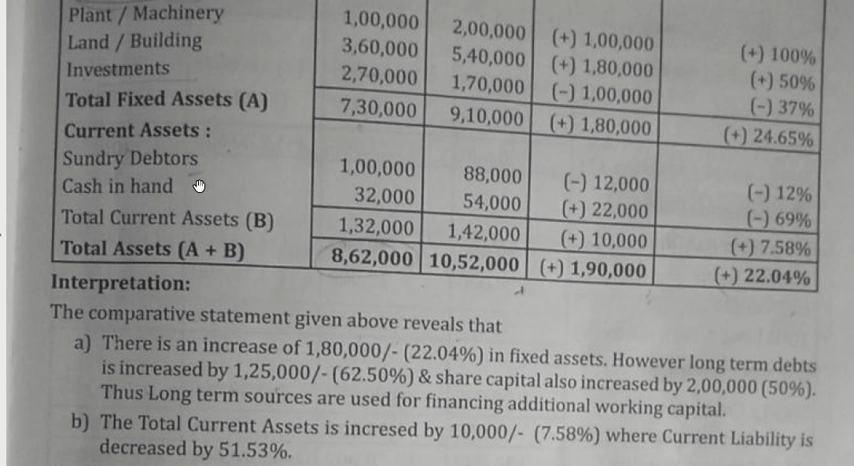 Plant / Machinery 1,00,000 2,00,000 (+) 1,00,000 (+) 100%
Land / Building 3,60,000 5,40,000 (+) 1,80,000 (+) 50%
Investments 2,70,000 1,70,000 (-) 1,00,000 (-) 37%
Total Fixed Assets (A) 7,30,000 9,10,000 (+) 1,80,000 (+) 24.65%
Current Assets :
Sundry Debtors 1,00,000 88,000 (-) 12,000 (-) 12%
Cash in hand 32,000 54,000 (+) 22,000 (-) 69%
Total Current Assets (B) 1,32,000 1,42,000 (+) 10,000 (+) 7.58%
Total Assets (A + B) 8,62,000 10,52,000 (+) 1,90,000 (+) 22.04%
Interpretation:
The comparative statement given above reveals that
a) There is an increase of 1,80,000/- (22.04%) in fixed assets. However long term debts
is increased by 1,25,000/- (62.50%) & share capital also increased by 2,00,000 (50%).
Thus Long term sources are used for financing additional working capital.
b) The Total Current Assets is incresed by 10,000/- (7.58%) where Current Liability is
decreased by 51.53%.